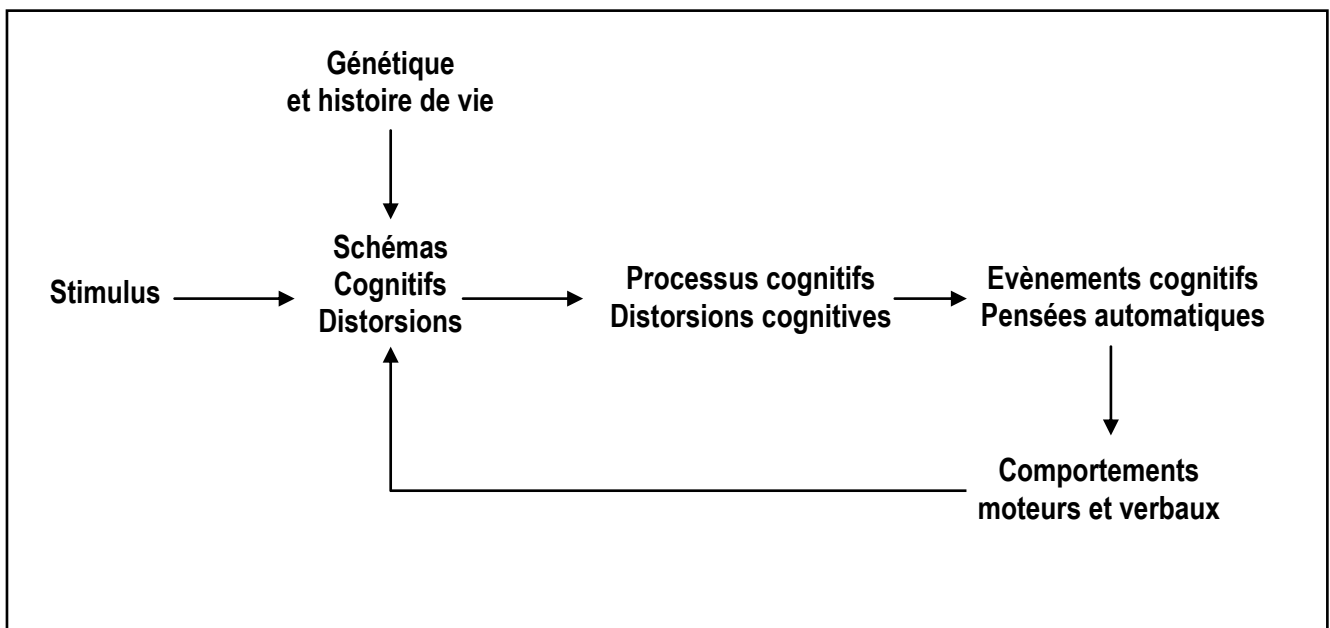 Génétique
et histoire de vie
Stimulus
Schémas
Cognitifs
Distorsions
Processus cognitifs
Distorsions cognitives
Evènements cognitifs
Pensées automatiques
Comportements
moteurs et verbaux